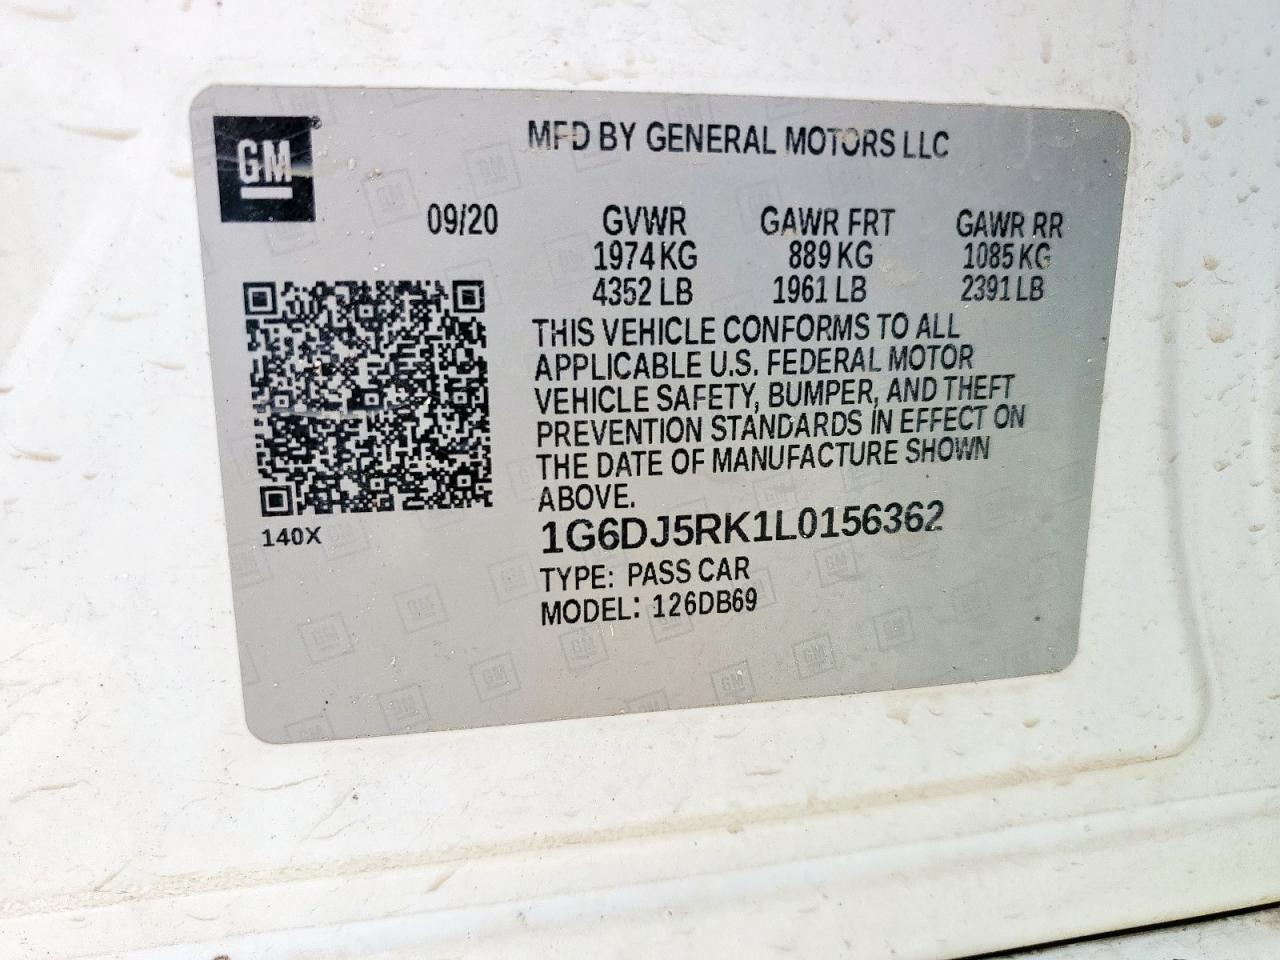 GM
MFD BY GENERAL MOTORS LLC
09/20
GVWR GAWR FRT GAWR RR
1974 KG 889 KG 1085 KG
4352 LB 1961 LB 2391 LB
THIS VEHICLE CONFORMS TO ALL
APPLICABLE U.S. FEDERAL MOTOR
VEHICLE SAFETY, BUMPER, AND THEFT
PREVENTION STANDARDS IN EFFECT ON
THE DATE OF MANUFACTURE SHOWN
ABOVE.
140X
1G6DJ5RK1L0156362
TYPE: PASS CAR
MODEL: 126DB69